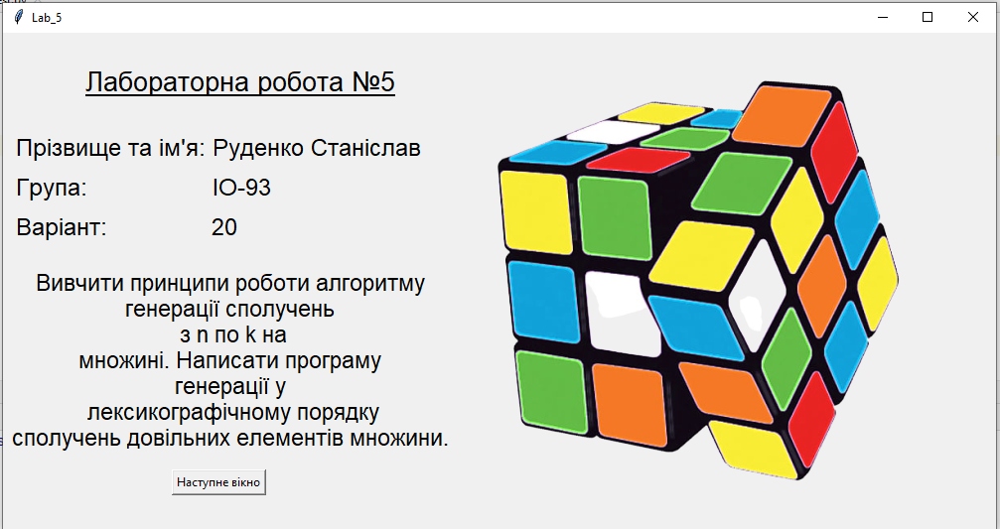 Lab_5
Лабораторна робота №5
Прізвище та ім'я: Руденко Станіслав
Група: ІО-93
Варіант: 20
Вивчити принципи роботи алгоритму
генерації сполучень
з n по k на
множині. Написати програму
генерації у
лексикографічному порядку
сполучень довільних елементів множини.
Наступне вікно